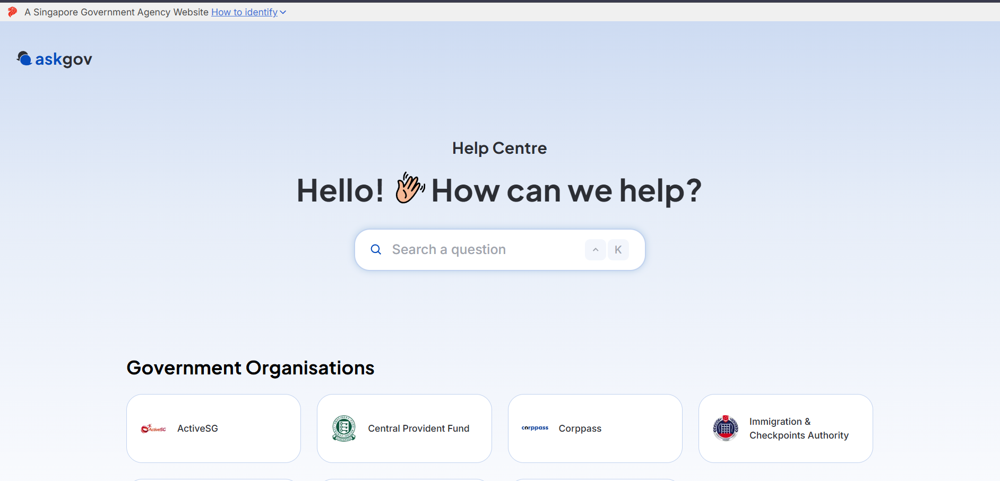 A Singapore Government Agency Website How to identify
askgov
Help Centre
Hello! 👋 How can we help?
Search a question ^ K
Government Organisations
ActiveSG ActiveSG
Central Provident Fund
corppass Corppass
Immigration &
Checkpoints Authority